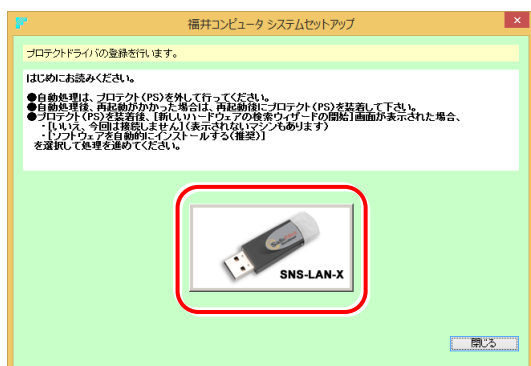 福井コンピュータ システムセットアップ
プロテクトドライバの登録を行います。
はじめにお読みください。
●自動処理は、プロテクト(PS)を外して行ってください。
●自動処理後、再起動がかかった場合は、再起動後にプロテクト(PS)を装着して下さい。
●プロテクト(PS)を装着後、[新しいハードウェアの検索ウィザードの開始]画面が表示された場合、
・[いいえ、今回は接続しません](表示されないマシンもあります)
・[ソフトウェアを自動的にインストールする(推奨)]
を選択して処理を進めてください。
SNS-LAN-X
閉じる